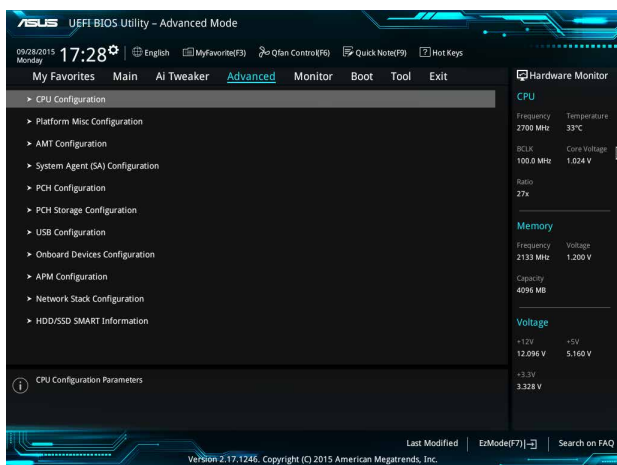 ASUS UEFI BIOS Utility – Advanced Mode
09/28/2015 Monday 17:28 English MyFavorite(F3) Qfan Control(F6) Quick Note(F9) ? Hot Keys
My Favorites Main Ai Tweaker Advanced Monitor Boot Tool Exit
> CPU Configuration
> Platform Misc Configuration
> AMT Configuration
> System Agent (SA) Configuration
> PCH Configuration
> PCH Storage Configuration
> USB Configuration
> Onboard Devices Configuration
> APM Configuration
> Network Stack Configuration
> HDD/SSD SMART Information
i CPU Configuration Parameters
Hardware Monitor
CPU
Frequency Temperature
2700 MHz 33°C
BCLK Core Voltage
100.0 MHz 1.024 V
Ratio
27x
Memory
Frequency Voltage
2133 MHz 1.200 V
Capacity
4096 MB
Voltage
+12V +5V
12.096 V 5.160 V
+3.3V
3.328 V
Last Modified EzMode(F7) Search on FAQ
Version 2.17.1246. Copyright (C) 2015 American Megatrends, Inc.